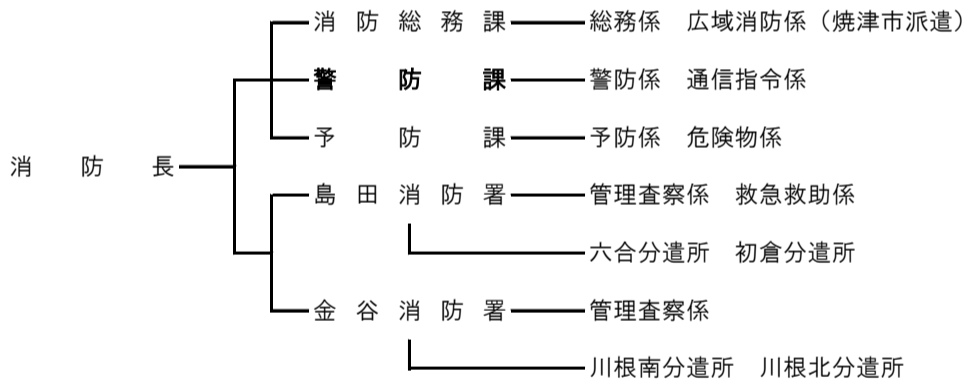 消防総務課 総務係 広域消防係（焼津市派遣）
警防課 警防係 通信指令係
予防課 予防係 危険物係
消防長
島田消防署 管理査察係 救急救助係
六合分遣所 初倉分遣所
金谷消防署 管理査察係
川根南分遣所 川根北分遣所